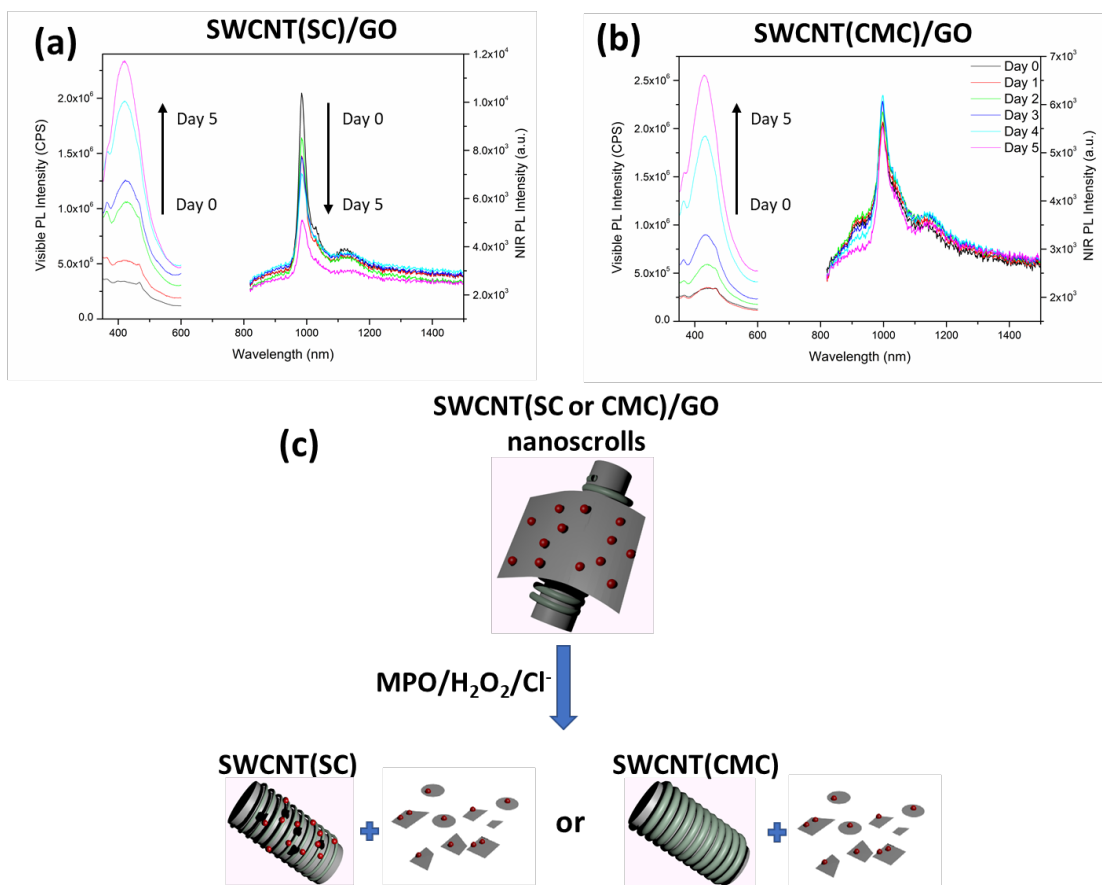 (a)
SWCNT(SC)/GO
Visible PL Intensity (CPS)
2.0x10⁶
1.5x10⁶
1.0x10⁶
5.0x10⁵
0.0
Day 5
Day 0
Day 0
Day 5
1.2x10⁴
1.0x10⁴
8.0x10³
6.0x10³
4.0x10³
2.0x10³
NIR PL Intensity (a.u.)
400 600 800 1000 1200 1400
Wavelength (nm)
(b)
SWCNT(CMC)/GO
Visible PL Intensity (CPS)
2.5x10⁶
2.0x10⁶
1.5x10⁶
1.0x10⁶
5.0x10⁵
0.0
Day 5
Day 0
Day 0
Day 1
Day 2
Day 3
Day 4
Day 5
7x10³
6x10³
5x10³
4x10³
3x10³
2x10³
NIR PL Intensity (a.u.)
400 600 800 1000 1200 1400
Wavelength (nm)
(c)
SWCNT(SC or CMC)/GO
nanoscrolls
MPO/H₂O₂/Cl⁻
SWCNT(SC)
or
SWCNT(CMC)